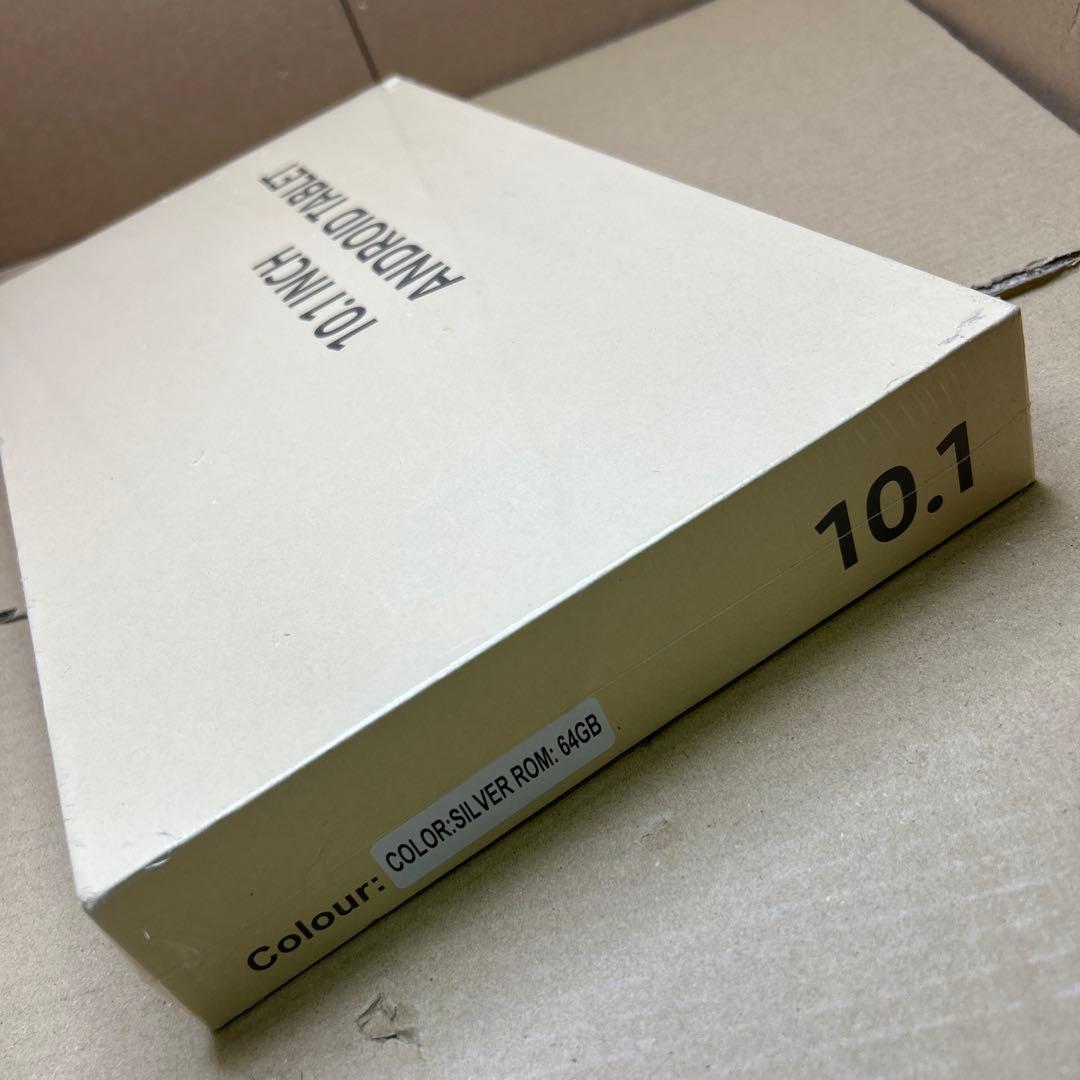 10.1 INCH
ANDROID TABLET
10.1
Colour:
COLOR:SILVER ROM: 64GB